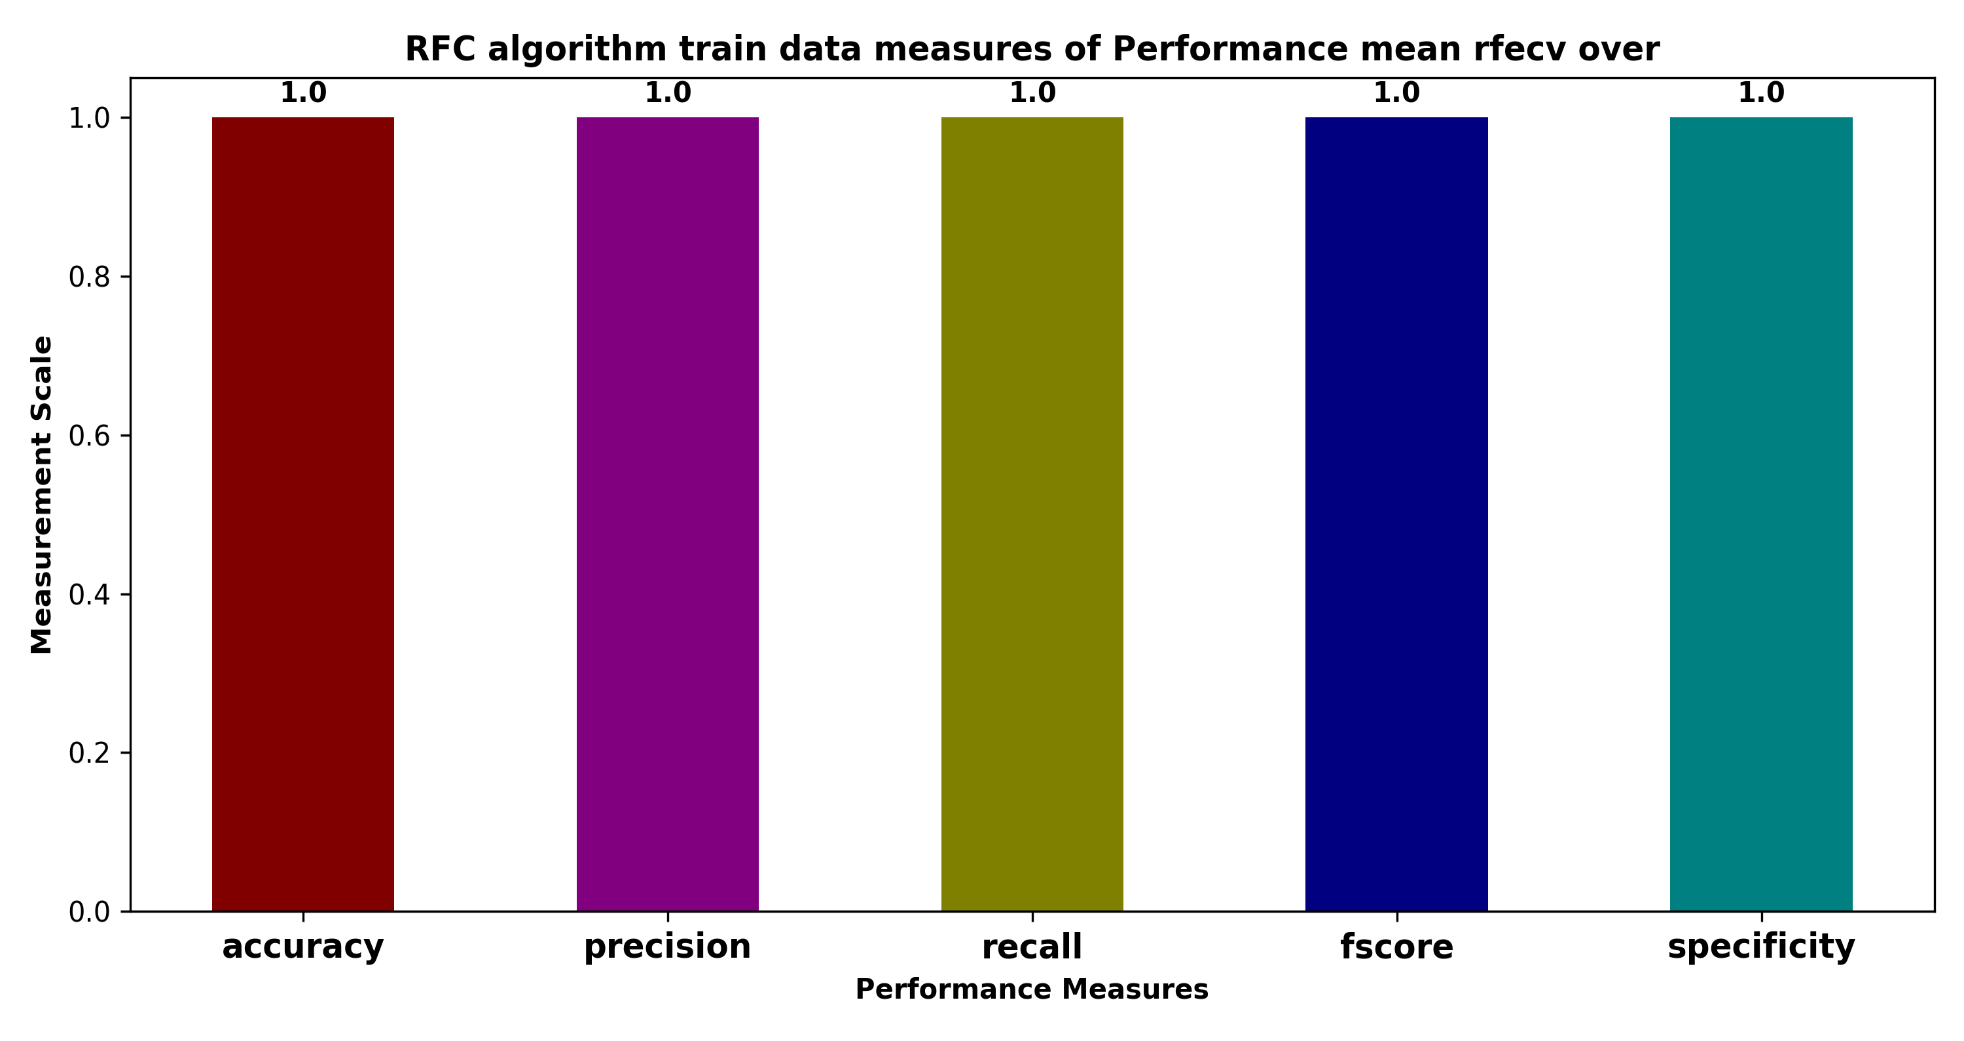 RFC algorithm train data measures of Performance mean rfecv over
1.0 1.0 1.0 1.0 1.0
1.0
0.8
0.6
0.4
0.2
0.0
Measurement Scale
accuracy precision recall fscore specificity
Performance Measures